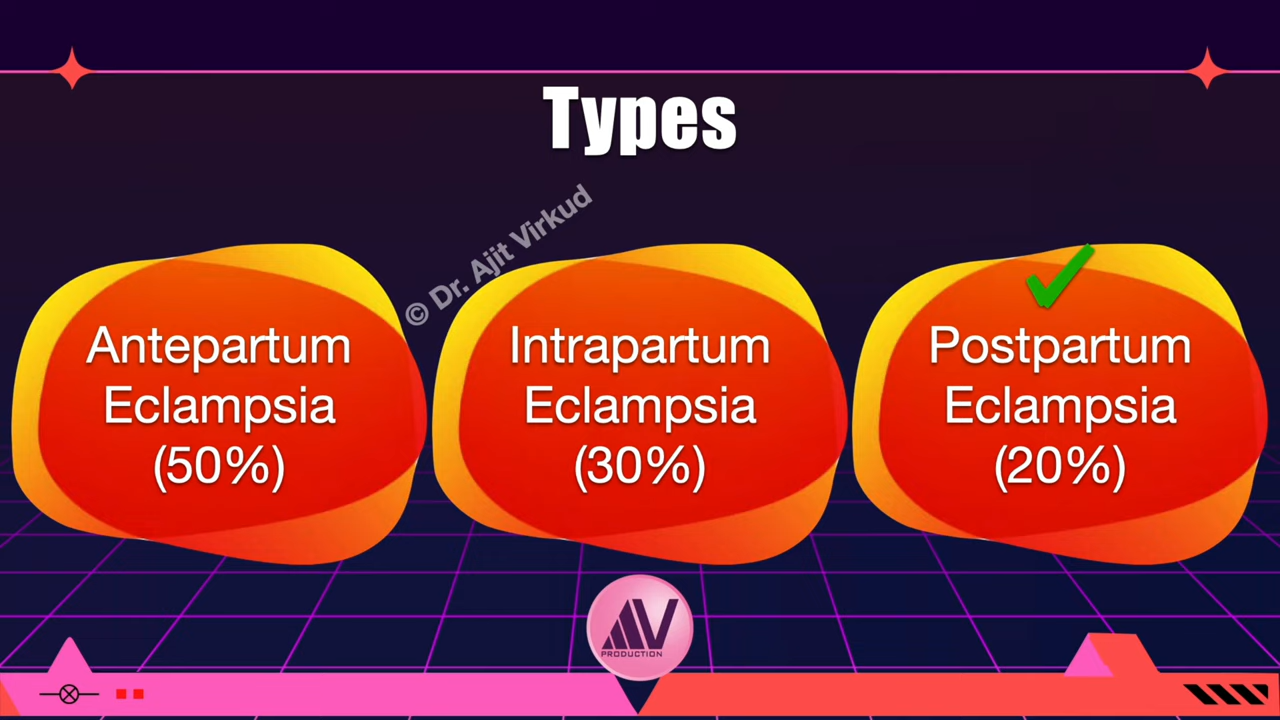 Types
© Dr. Ajit Virkud
Antepartum
Eclampsia
(50%)
Intrapartum
Eclampsia
(30%)
Postpartum
Eclampsia
(20%)
AV
PRODUCTION